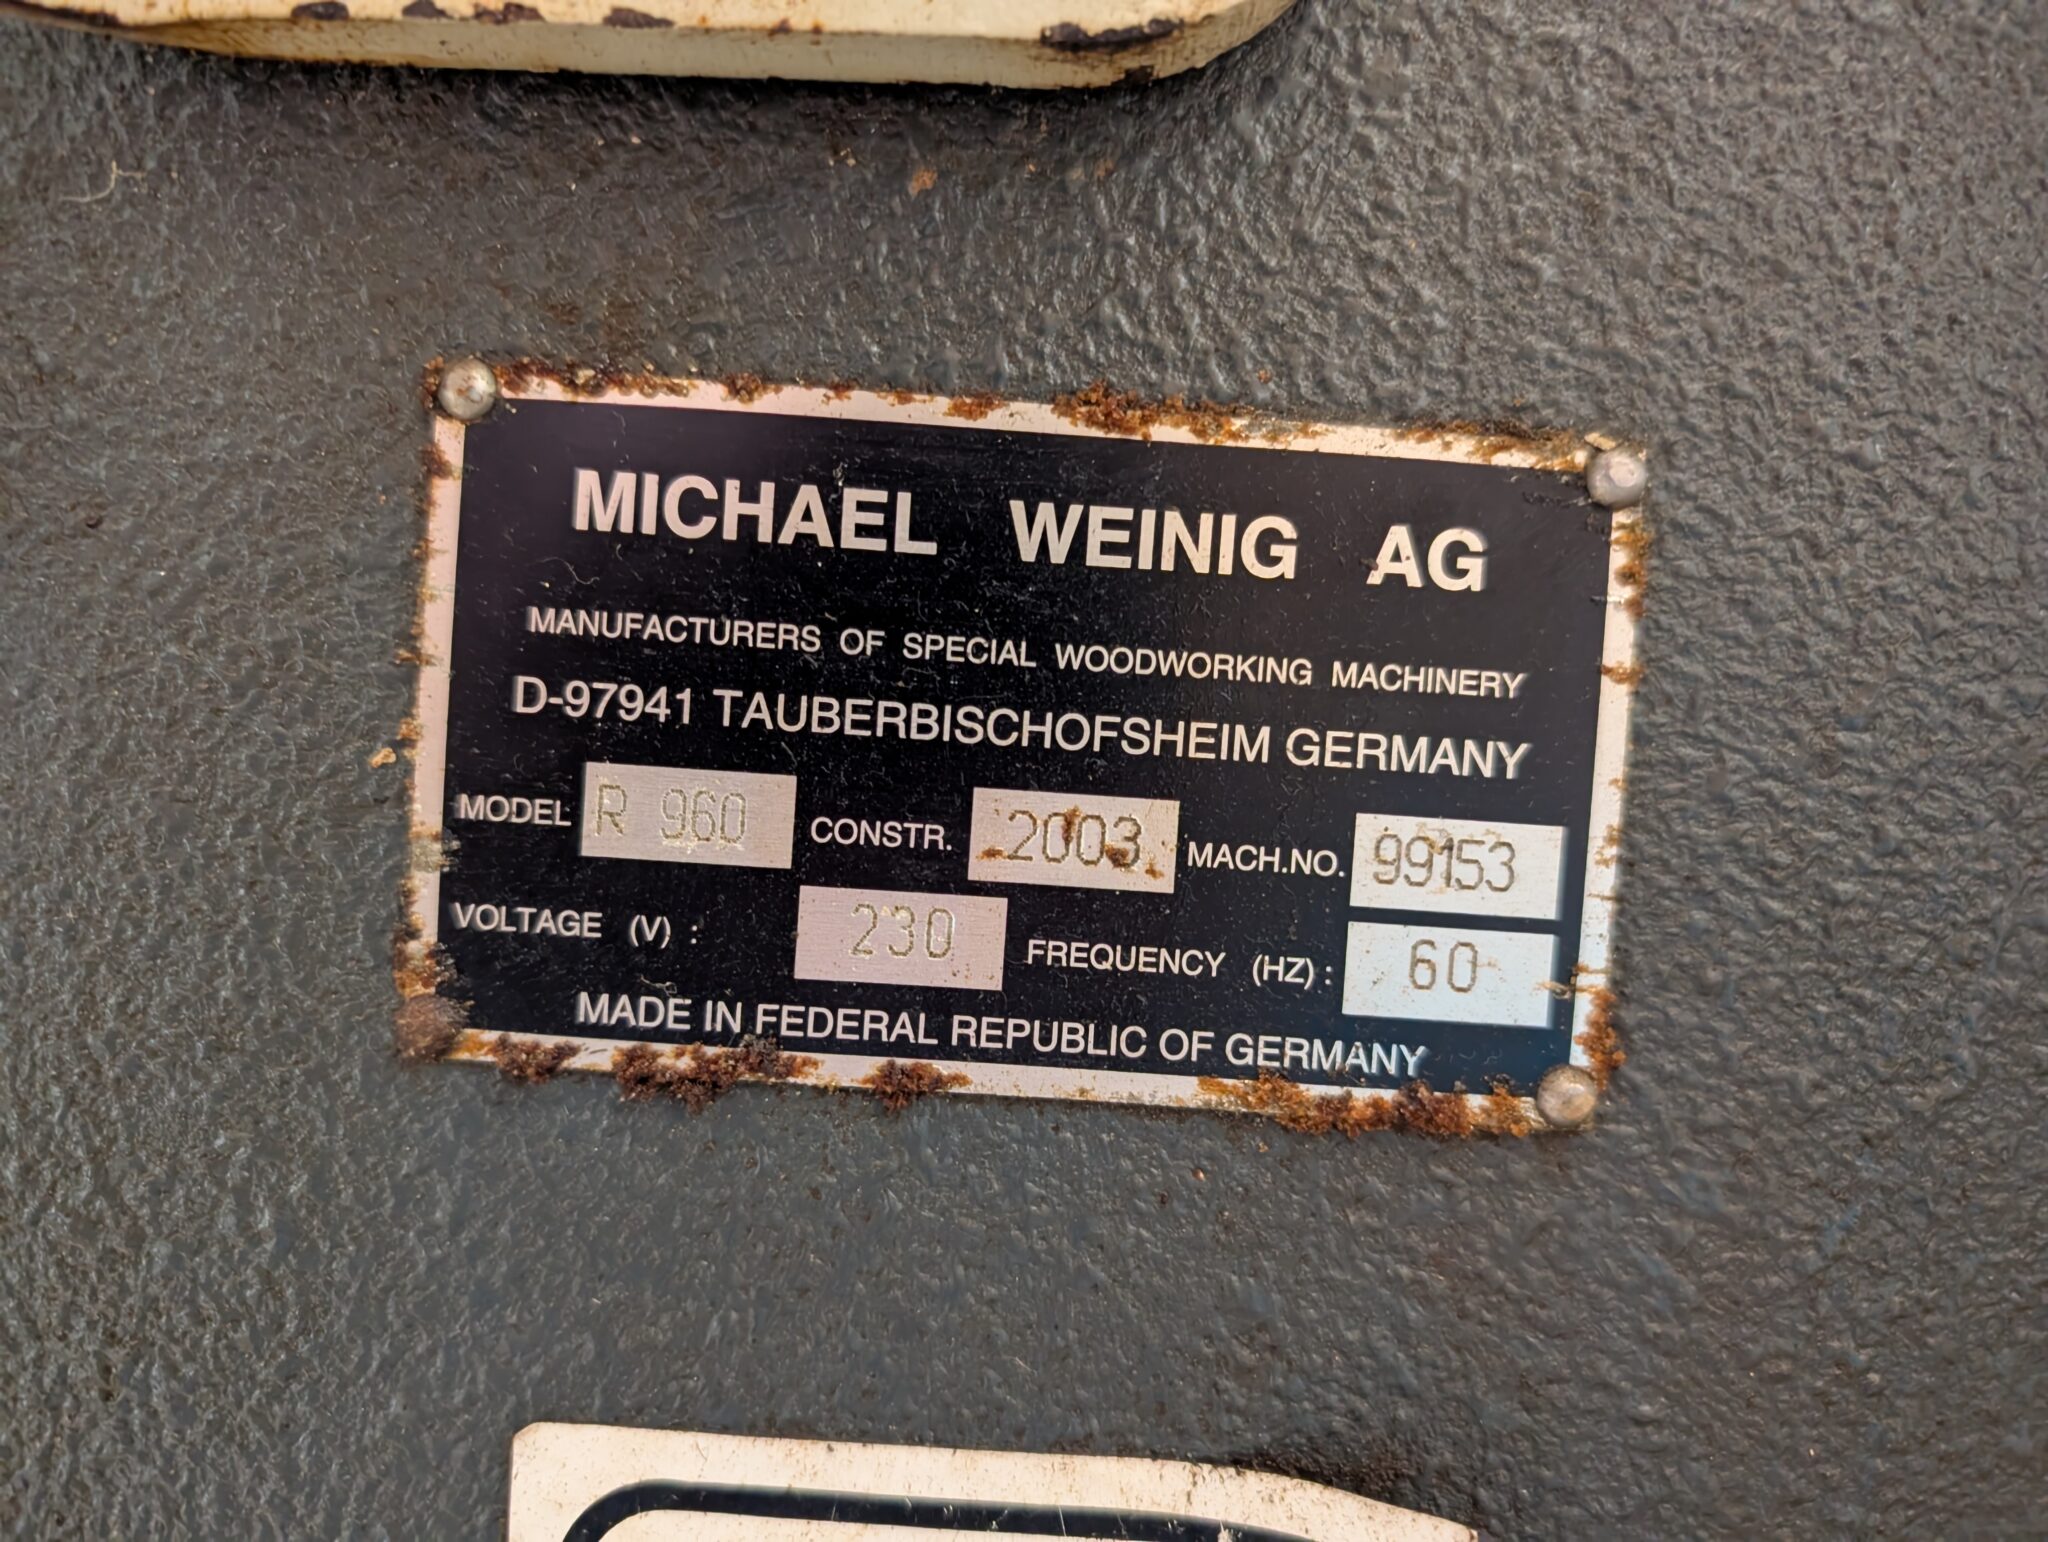 MICHAEL WEINIG AG
MANUFACTURERS OF SPECIAL WOODWORKING MACHINERY
D-97941 TAUBERBISCHOFSHEIM GERMANY
MODEL R 960 CONSTR. 2003 MACH.NO. 99153
VOLTAGE (V) : 230 FREQUENCY (HZ) : 60
MADE IN FEDERAL REPUBLIC OF GERMANY